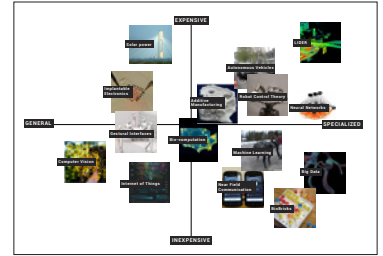 EXPENSIVE
Solar power
LIDER
Autonomous Vehicles
Implantable
Electronics
Additive
Manufacturing
Robot Control Theory
Neural Networks
GENERAL
SPECIALIZED
Gestural Interfaces
Bio-computation
Machine Learning
Computer Vision
Internet of Things
Near Field
Communication
Big Data
BioBricks
INEXPENSIVE